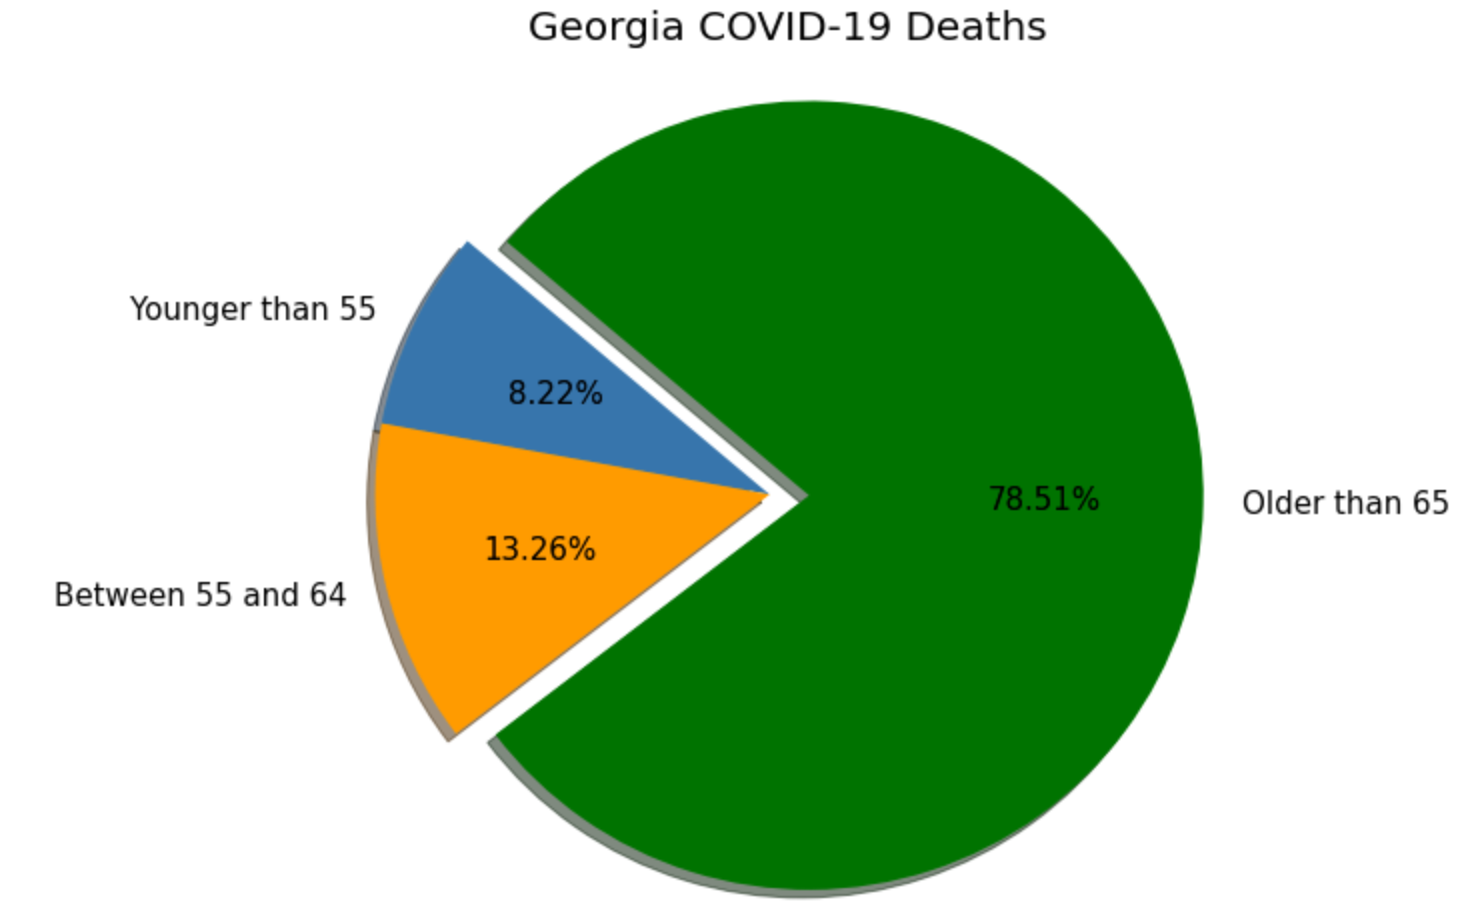 Georgia COVID-19 Deaths
Younger than 55
8.22%
78.51%
Older than 65
13.26%
Between 55 and 64